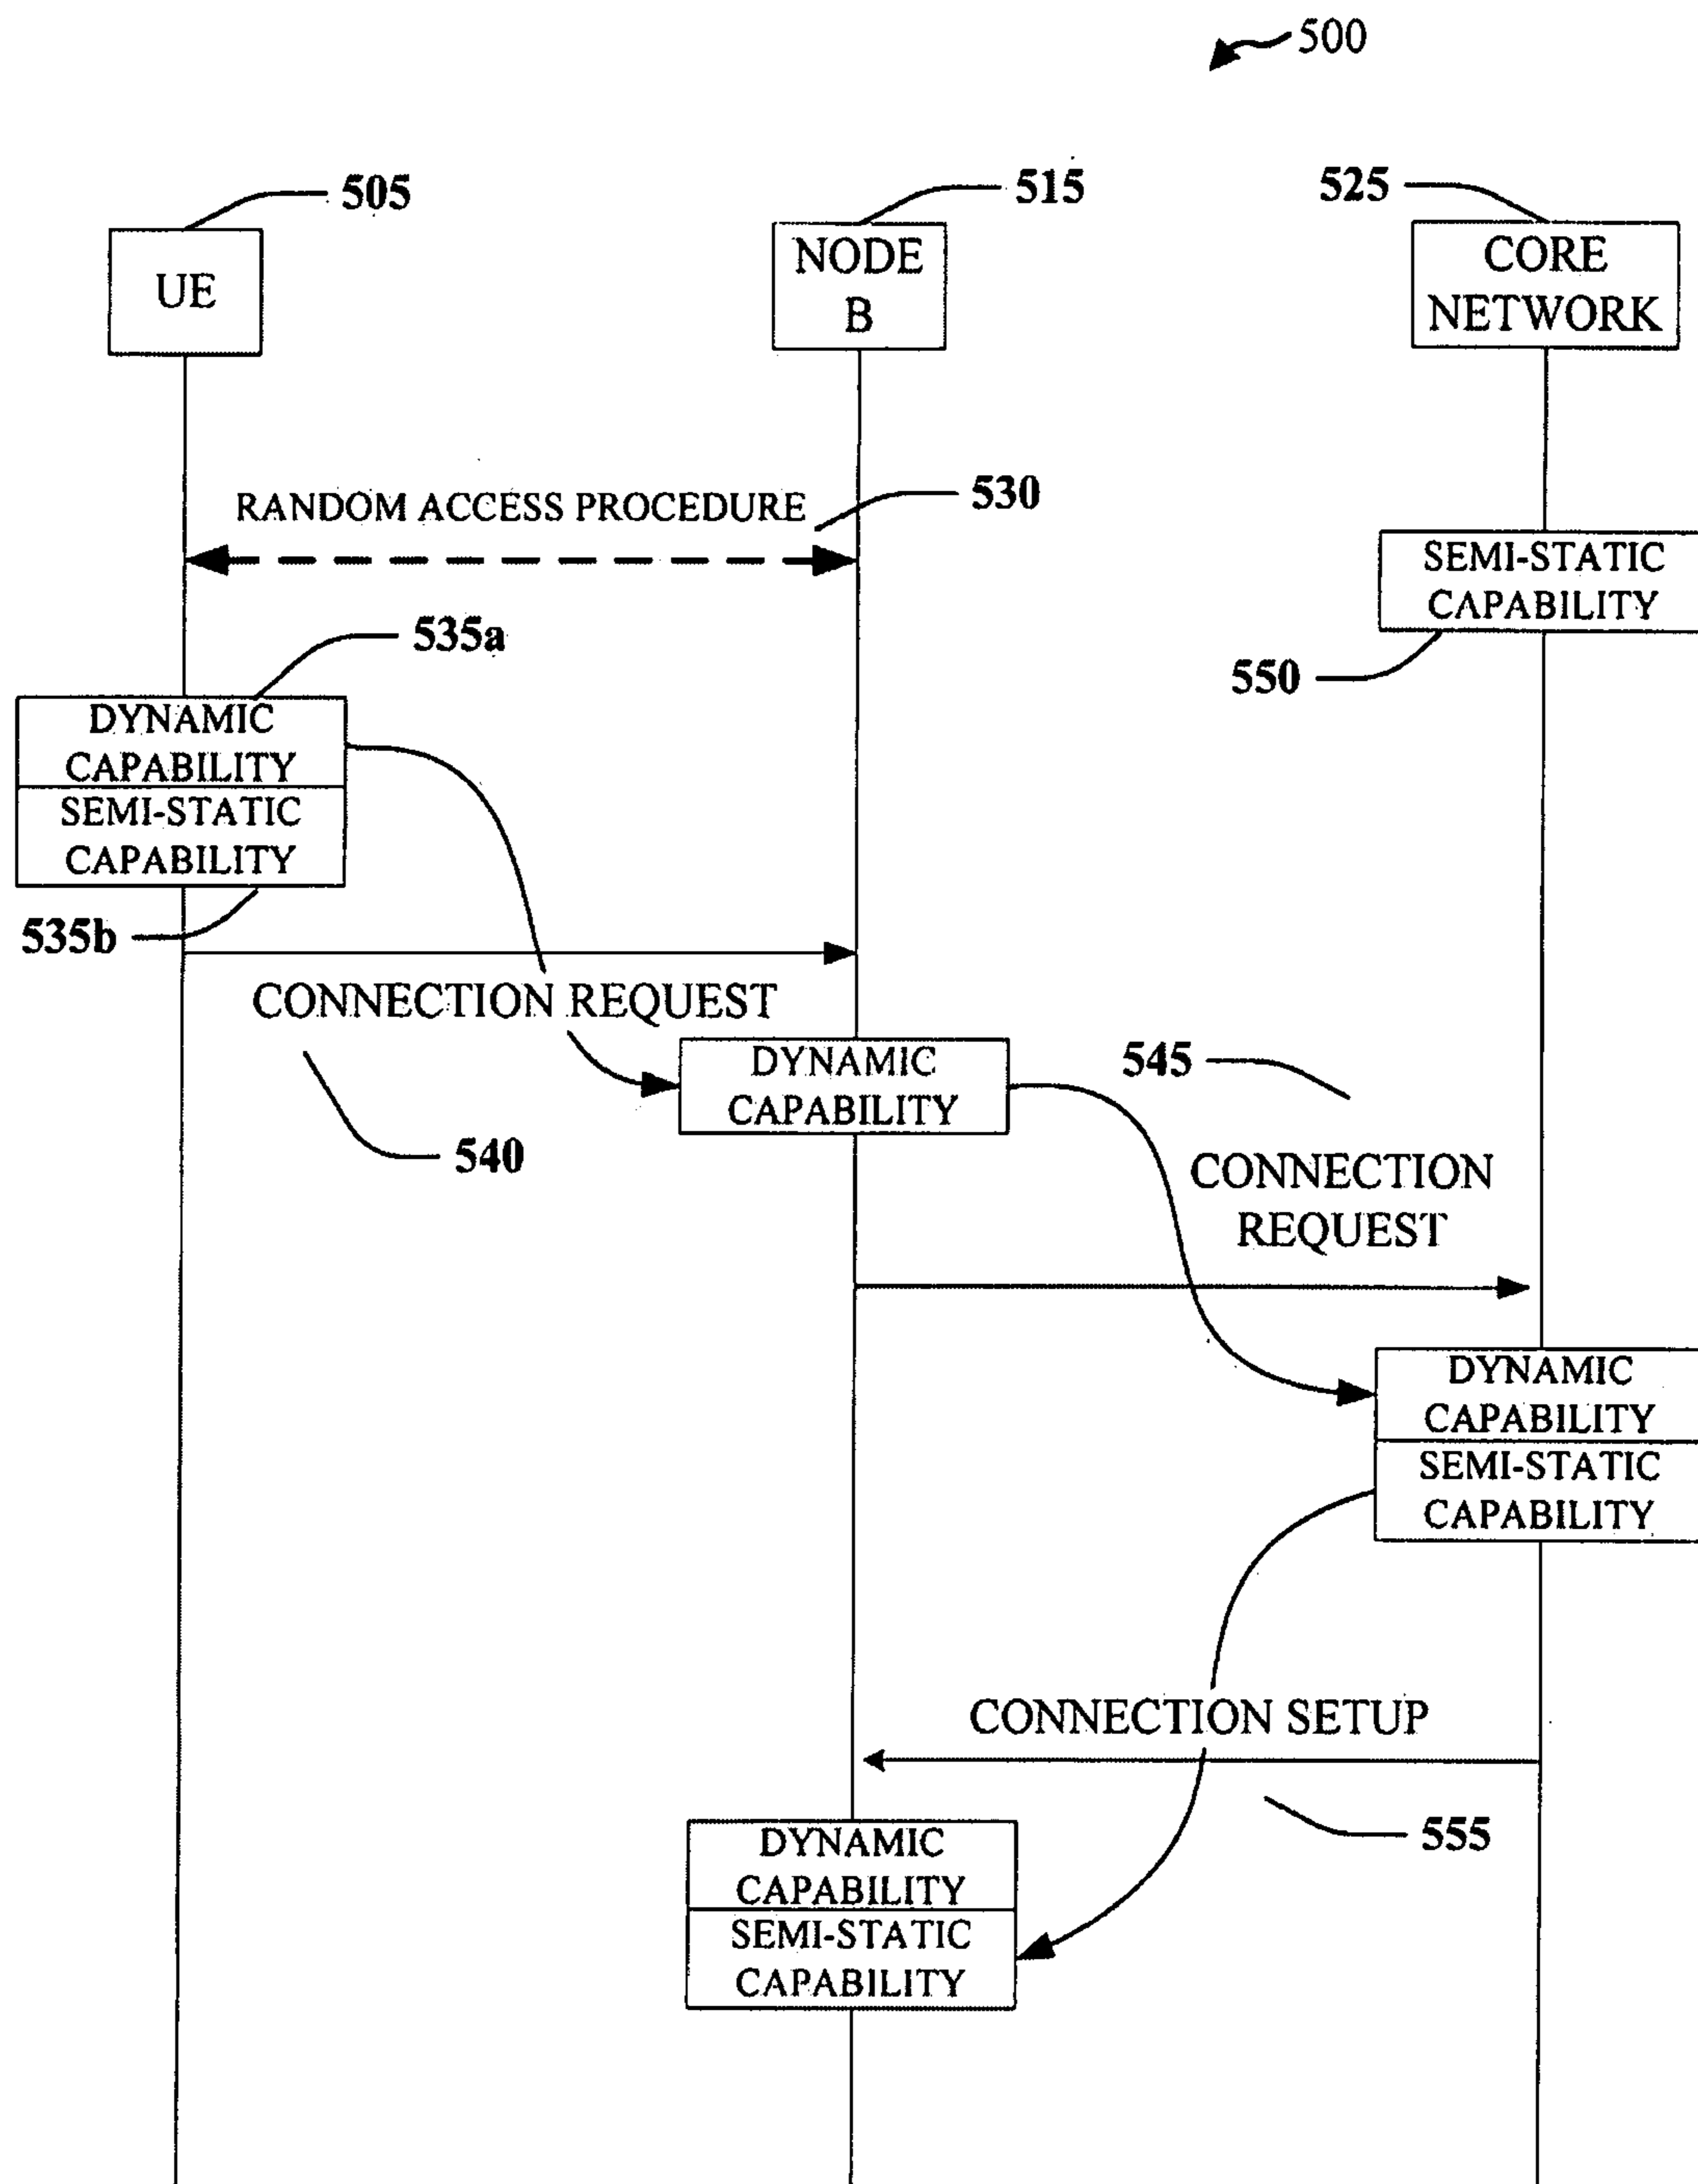 500
505
515
525
UE
NODE
B
CORE
NETWORK
RANDOM ACCESS PROCEDURE
530
SEMI-STATIC
CAPABILITY
550
535a
DYNAMIC
CAPABILITY
SEMI-STATIC
CAPABILITY
535b
CONNECTION REQUEST
540
DYNAMIC
CAPABILITY
545
CONNECTION
REQUEST
DYNAMIC
CAPABILITY
SEMI-STATIC
CAPABILITY
CONNECTION SETUP
555
DYNAMIC
CAPABILITY
SEMI-STATIC
CAPABILITY